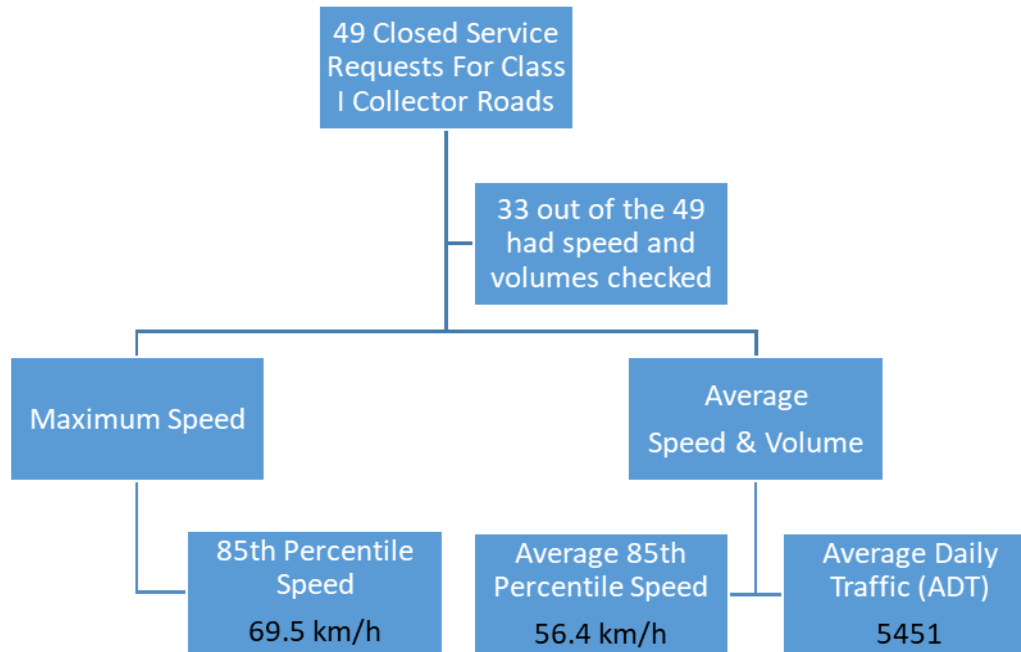 49 Closed Service
Requests For Class
I Collector Roads
33 out of the 49
had speed and
volumes checked
Maximum Speed
Average
Speed & Volume
85th Percentile
Speed
69.5 km/h
Average 85th
Percentile Speed
56.4 km/h
Average Daily
Traffic (ADT)
5451